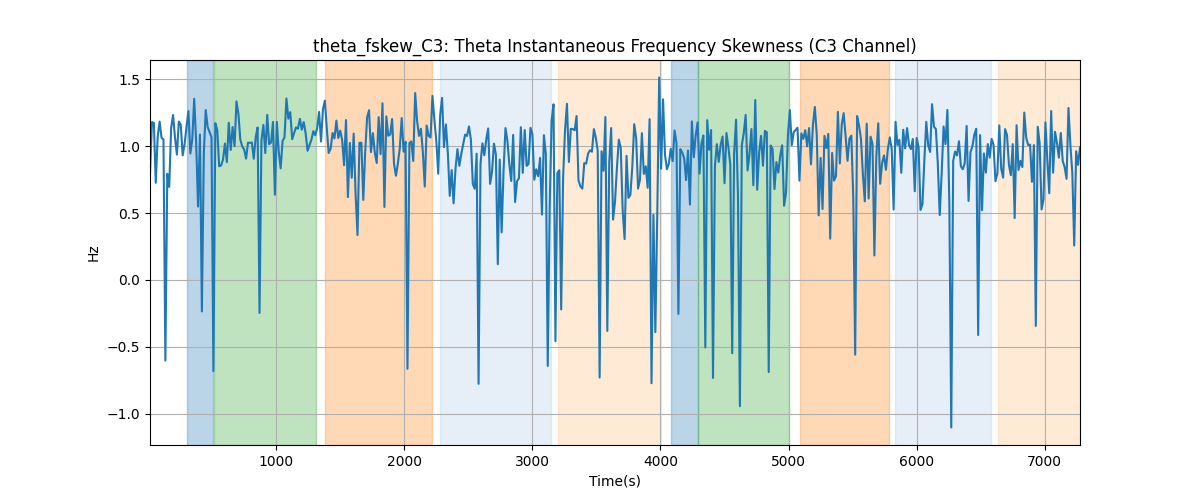 theta_fskew_C3: Theta Instantaneous Frequency Skewness (C3 Channel)
1.5
1.0
0.5
0.0
−0.5
−1.0
Hz
1000 2000 3000 4000 5000 6000 7000
Time(s)